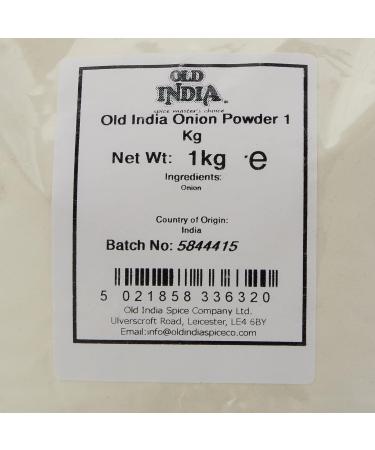 OLD
INDIA®
spice master's choice
Old India Onion Powder 1
Kg
Net Wt: 1kg e
Ingredients:
Onion
Country of Origin:
India
Batch No: 5844415
5 021858 336320
Old India Spice Company Ltd.
Ulverscroft Road, Leicester, LE4 6BY
Email:info@oldindiaspiceco.com